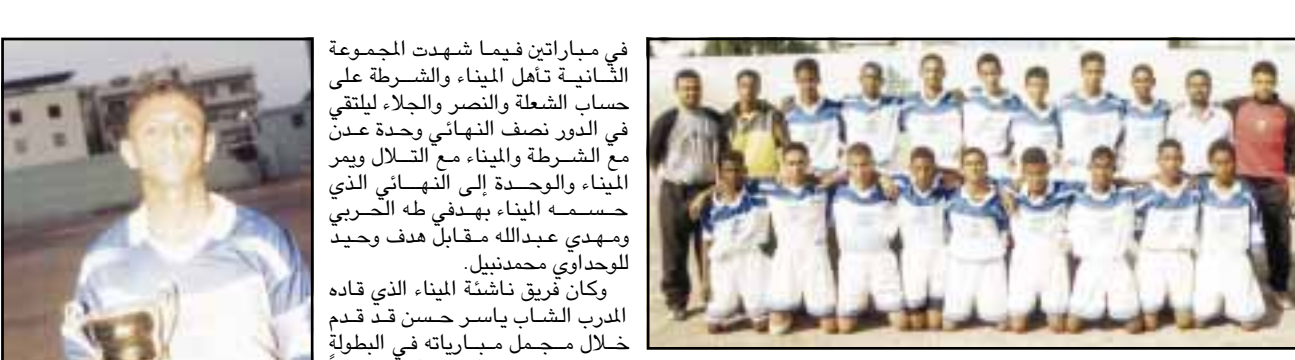 في مباراتين فيما شهدت المجموعة
الثانية تأهل الميناء والشرطة على
حساب الشعلة والنصر والجلاء ليلتقي
في الدور نصف النهائي وحدة عدن
مع الشرطة والميناء مع التلال ويمر
الميناء والوحدة إلى النهائي الذي
حسمه الميناء بهدفي طه الحربي
ومهدي عبدالله مقابل هدف وحيد
للوحداوي محمدنبيل.
وكان فريق ناشئة الميناء الذي قاده
المدرب الشاب ياسر حسن قد قدم
خلال مجمل مبارياته في البطولة